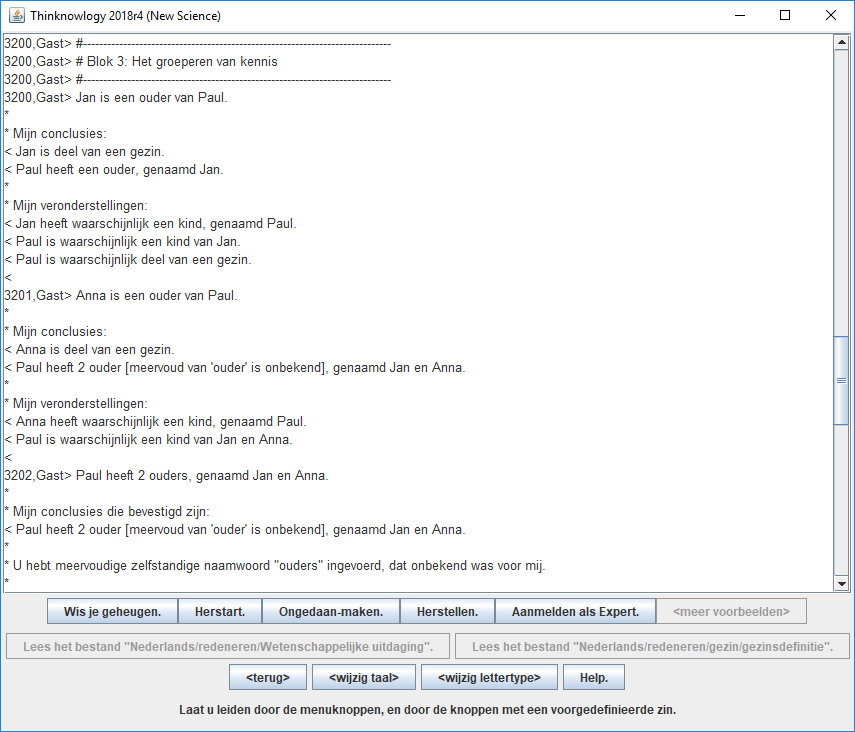 Thinknowlogy 2018r4 (New Science)
3200,Gast> #-----------------------------------------------------------------------------
3200,Gast> # Blok 3: Het groeperen van kennis
3200,Gast> #-----------------------------------------------------------------------------
3200,Gast> Jan is een ouder van Paul.
*
* Mijn conclusies:
< Jan is deel van een gezin.
< Paul heeft een ouder, genaamd Jan.
*
* Mijn veronderstellingen:
< Jan heeft waarschijnlijk een kind, genaamd Paul.
< Paul is waarschijnlijk een kind van Jan.
< Paul is waarschijnlijk deel van een gezin.
<
3201,Gast> Anna is een ouder van Paul.
*
* Mijn conclusies:
< Anna is deel van een gezin.
< Paul heeft 2 ouder [meervoud van 'ouder' is onbekend], genaamd Jan en Anna.
*
* Mijn veronderstellingen:
< Anna heeft waarschijnlijk een kind, genaamd Paul.
< Paul is waarschijnlijk een kind van Jan en Anna.
<
3202,Gast> Paul heeft 2 ouders, genaamd Jan en Anna.
*
* Mijn conclusies die bevestigd zijn:
< Paul heeft 2 ouder [meervoud van 'ouder' is onbekend], genaamd Jan en Anna.
*
* U hebt meervoudige zelfstandige naamwoord "ouders" ingevoerd, dat onbekend was voor mij.
*
Wis je geheugen. Herstart. Ongedaan-maken. Herstellen. Aanmelden als Expert. <meer voorbeelden>
Lees het bestand "Nederlands/redeneren/Wetenschappelijke uitdaging". Lees het bestand "Nederlands/redeneren/gezin/gezinsdefinitie".
<terug> <wijzig taal> <wijzig lettertype> Help.
Laat u leiden door de menuknoppen, en door de knoppen met een voorgedefinieerde zin.